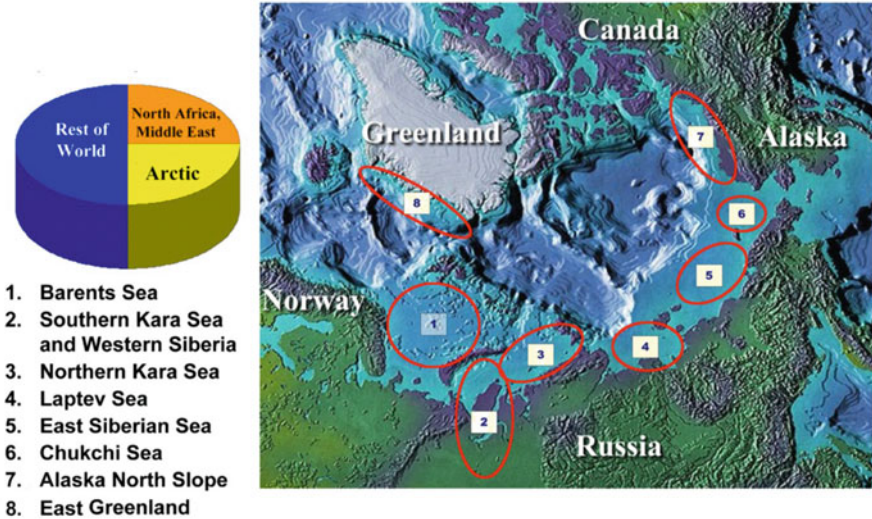 Rest of
World
North Africa,
Middle East
Arctic
1. Barents Sea
2. Southern Kara Sea
and Western Siberia
3. Northern Kara Sea
4. Laptev Sea
5. East Siberian Sea
6. Chukchi Sea
7. Alaska North Slope
8. East Greenland
Canada
Greenland
7
Alaska
8
6
5
Norway
1
3
4
2
Russia